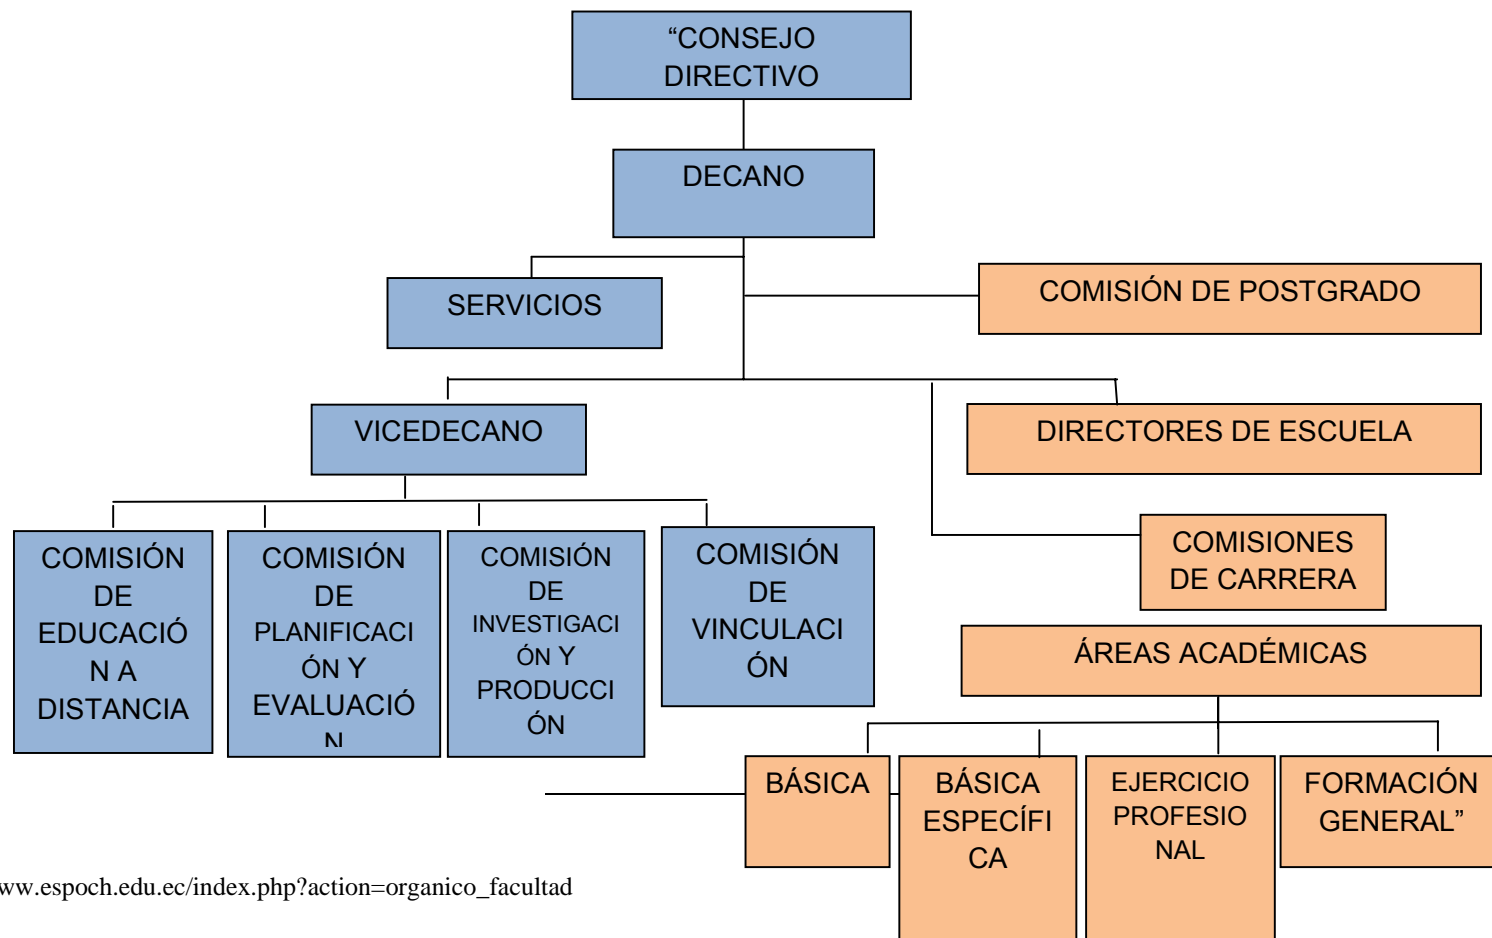 “CONSEJO
DIRECTIVO
DECANO
SERVICIOS
COMISIÓN DE POSTGRADO
VICEDECANO
DIRECTORES DE ESCUELA
COMISIÓN
DE
EDUCACIÓ
N A
DISTANCIA
COMISIÓN
DE
PLANIFICACI
ÓN Y
EVALUACIÓ
N
COMISIÓN
DE
INVESTIGACI
ÓN Y
PRODUCCI
ÓN
COMISIÓN
DE
VINCULACI
ÓN
COMISIONES
DE CARRERA
ÁREAS ACADÉMICAS
BÁSICA
BÁSICA
ESPECÍFI
CA
EJERCICIO
PROFESIO
NAL
FORMACIÓN
GENERAL”
ww.espoch.edu.ec/index.php?action=organico_facultad